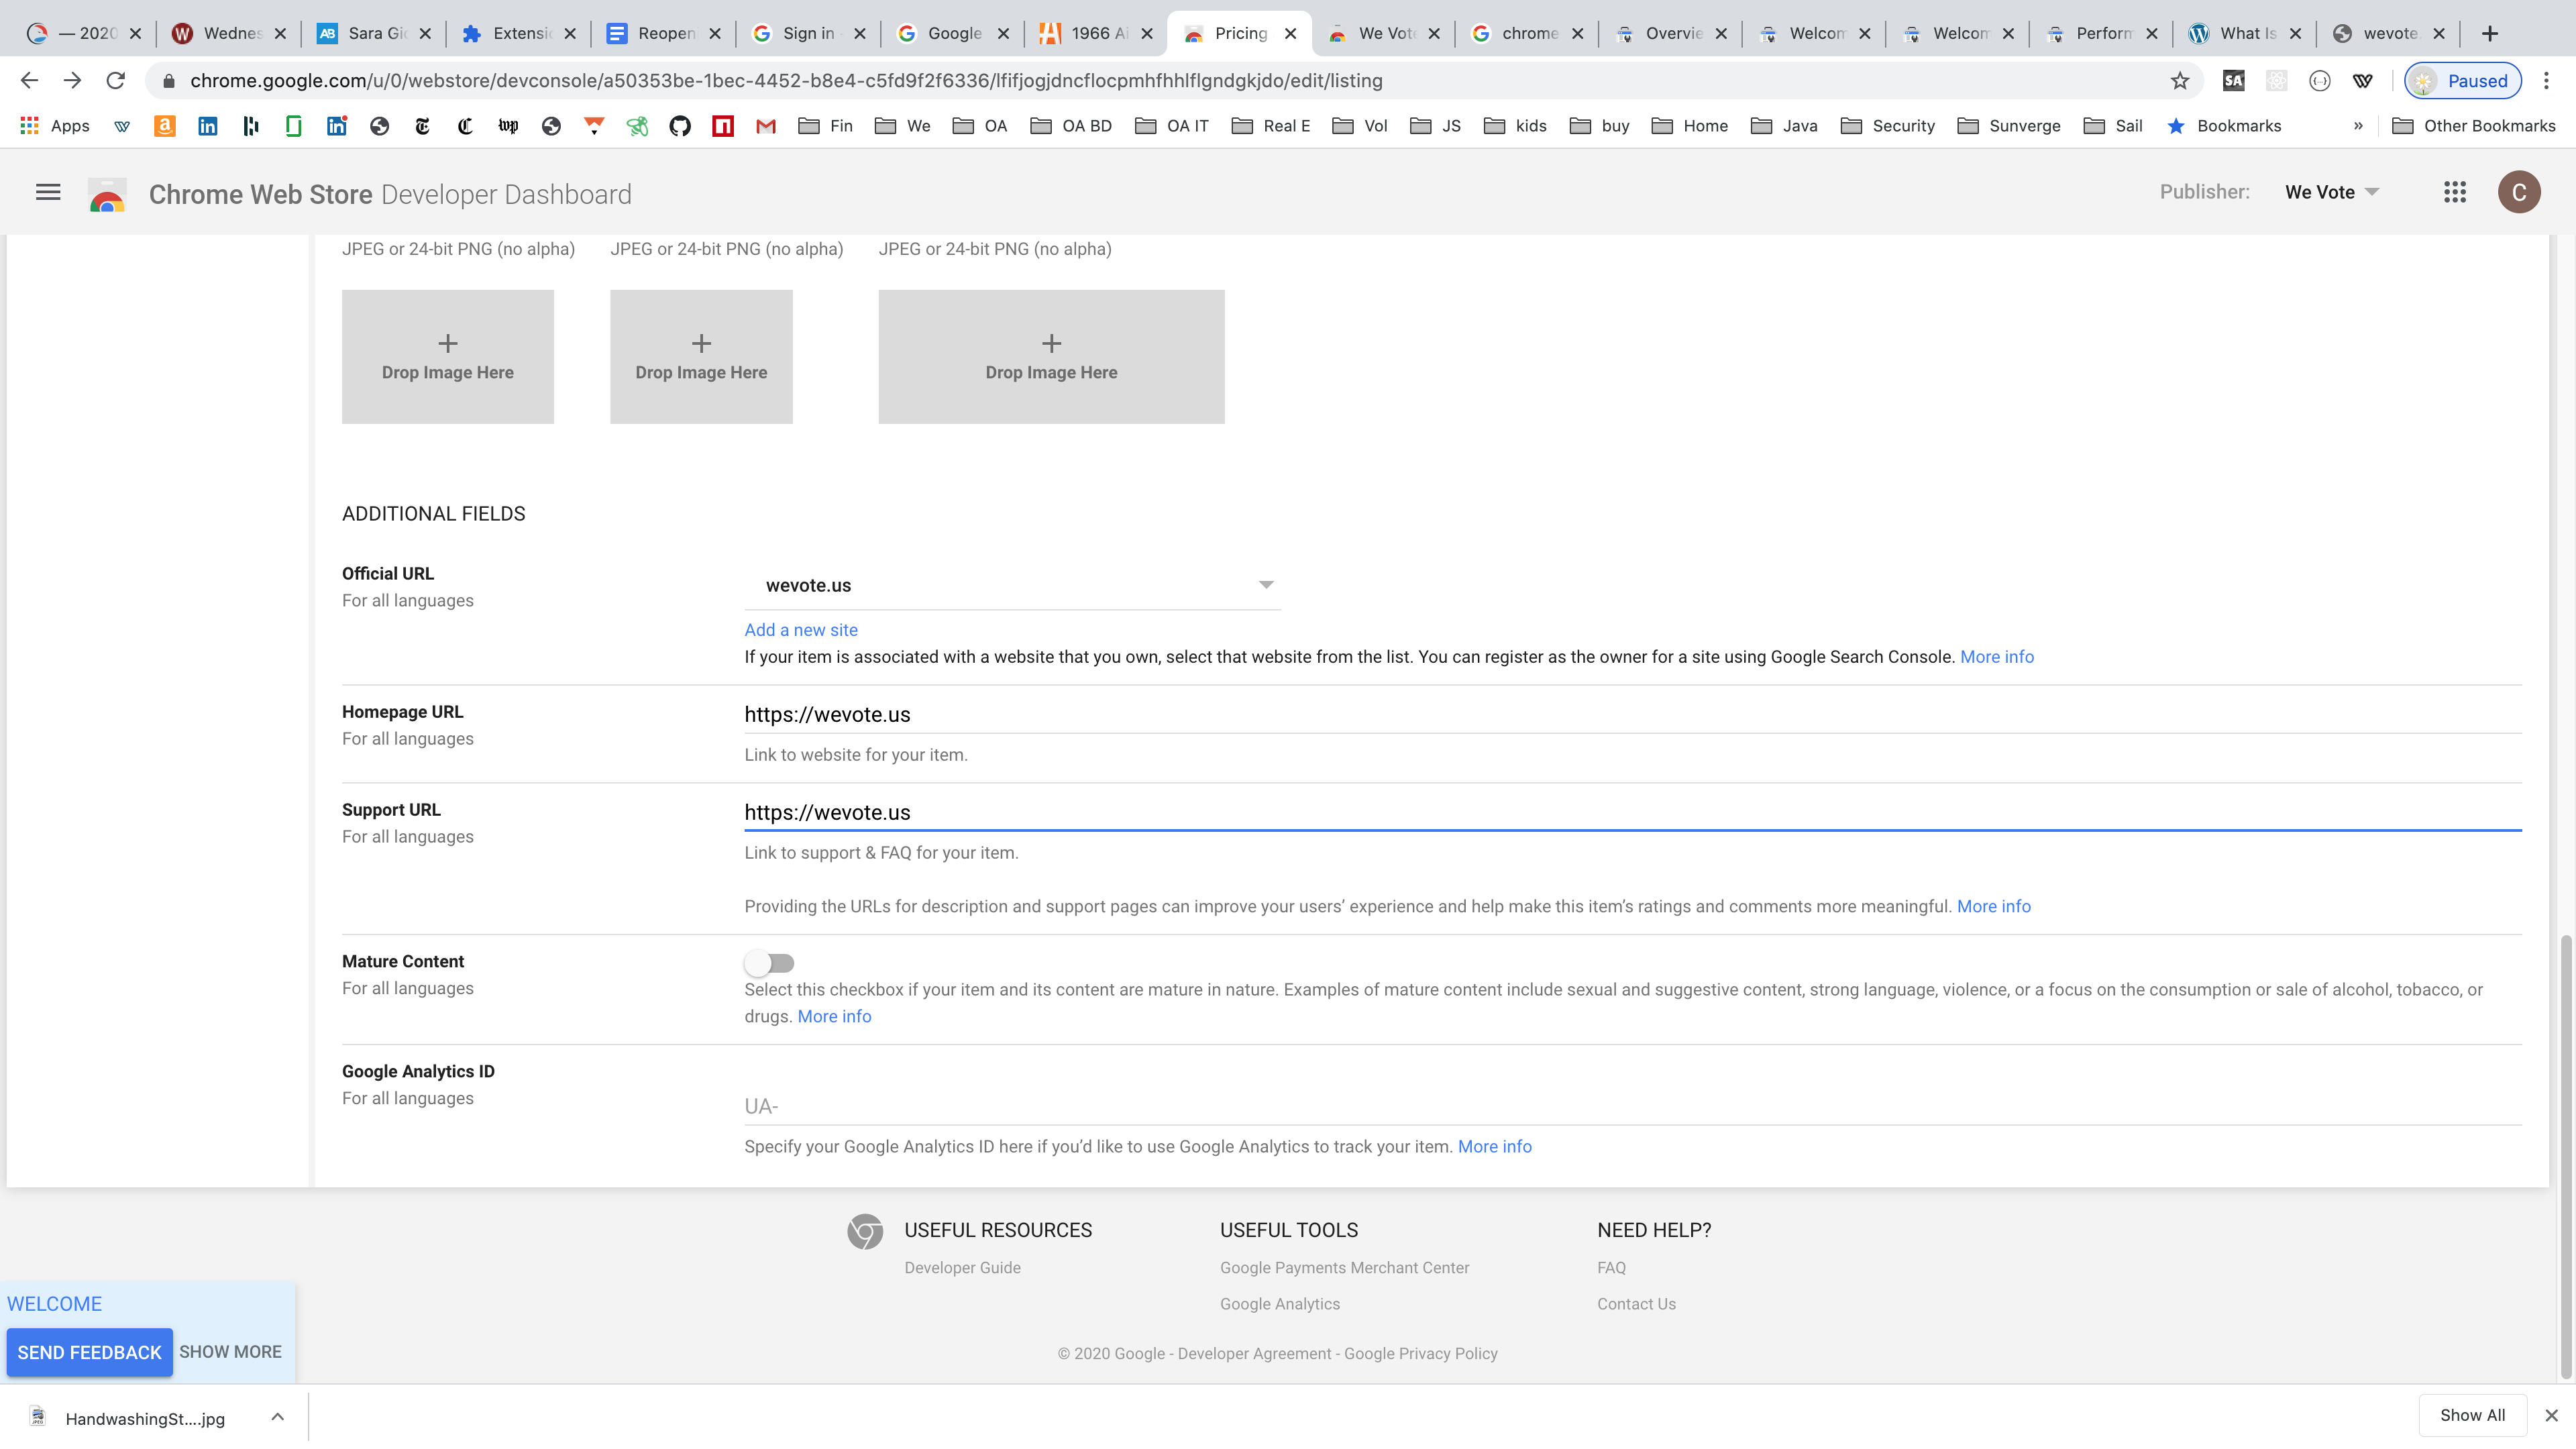 — 2020
Wednes
Sara Gi
Extensi
Reopen
Sign in
Google
1966 A
Pricing
We Vot
chrome
Overvie
Welcom
Welcom
Perform
What Is
wevote
chrome.google.com/u/0/webstore/devconsole/a50353be-1bec-4452-b8e4-c5fd9f2f6336/lfifjogjdncflocpmhfhhlflgndgkjdo/edit/listing
Paused
Apps
Fin
We
OA
OA BD
OA IT
Real E
Vol
JS
kids
buy
Home
Java
Security
Sunverge
Sail
Bookmarks
»
Other Bookmarks
Chrome Web Store Developer Dashboard
Publisher: We Vote
C
JPEG or 24-bit PNG (no alpha)
JPEG or 24-bit PNG (no alpha)
JPEG or 24-bit PNG (no alpha)
Drop Image Here
Drop Image Here
Drop Image Here
ADDITIONAL FIELDS
Official URL
For all languages
wevote.us
Add a new site
If your item is associated with a website that you own, select that website from the list. You can register as the owner for a site using Google Search Console. More info
Homepage URL
For all languages
https://wevote.us
Link to website for your item.
Support URL
For all languages
https://wevote.us
Link to support & FAQ for your item.
Providing the URLs for description and support pages can improve your users’ experience and help make this item’s ratings and comments more meaningful. More info
Mature Content
For all languages
Select this checkbox if your item and its content are mature in nature. Examples of mature content include sexual and suggestive content, strong language, violence, or a focus on the consumption or sale of alcohol, tobacco, or
drugs. More info
Google Analytics ID
For all languages
UA-
Specify your Google Analytics ID here if you’d like to use Google Analytics to track your item. More info
USEFUL RESOURCES
Developer Guide
USEFUL TOOLS
Google Payments Merchant Center
Google Analytics
NEED HELP?
FAQ
Contact Us
© 2020 Google - Developer Agreement - Google Privacy Policy
WELCOME
SEND FEEDBACK
SHOW MORE
HandwashingSt....jpg
Show All